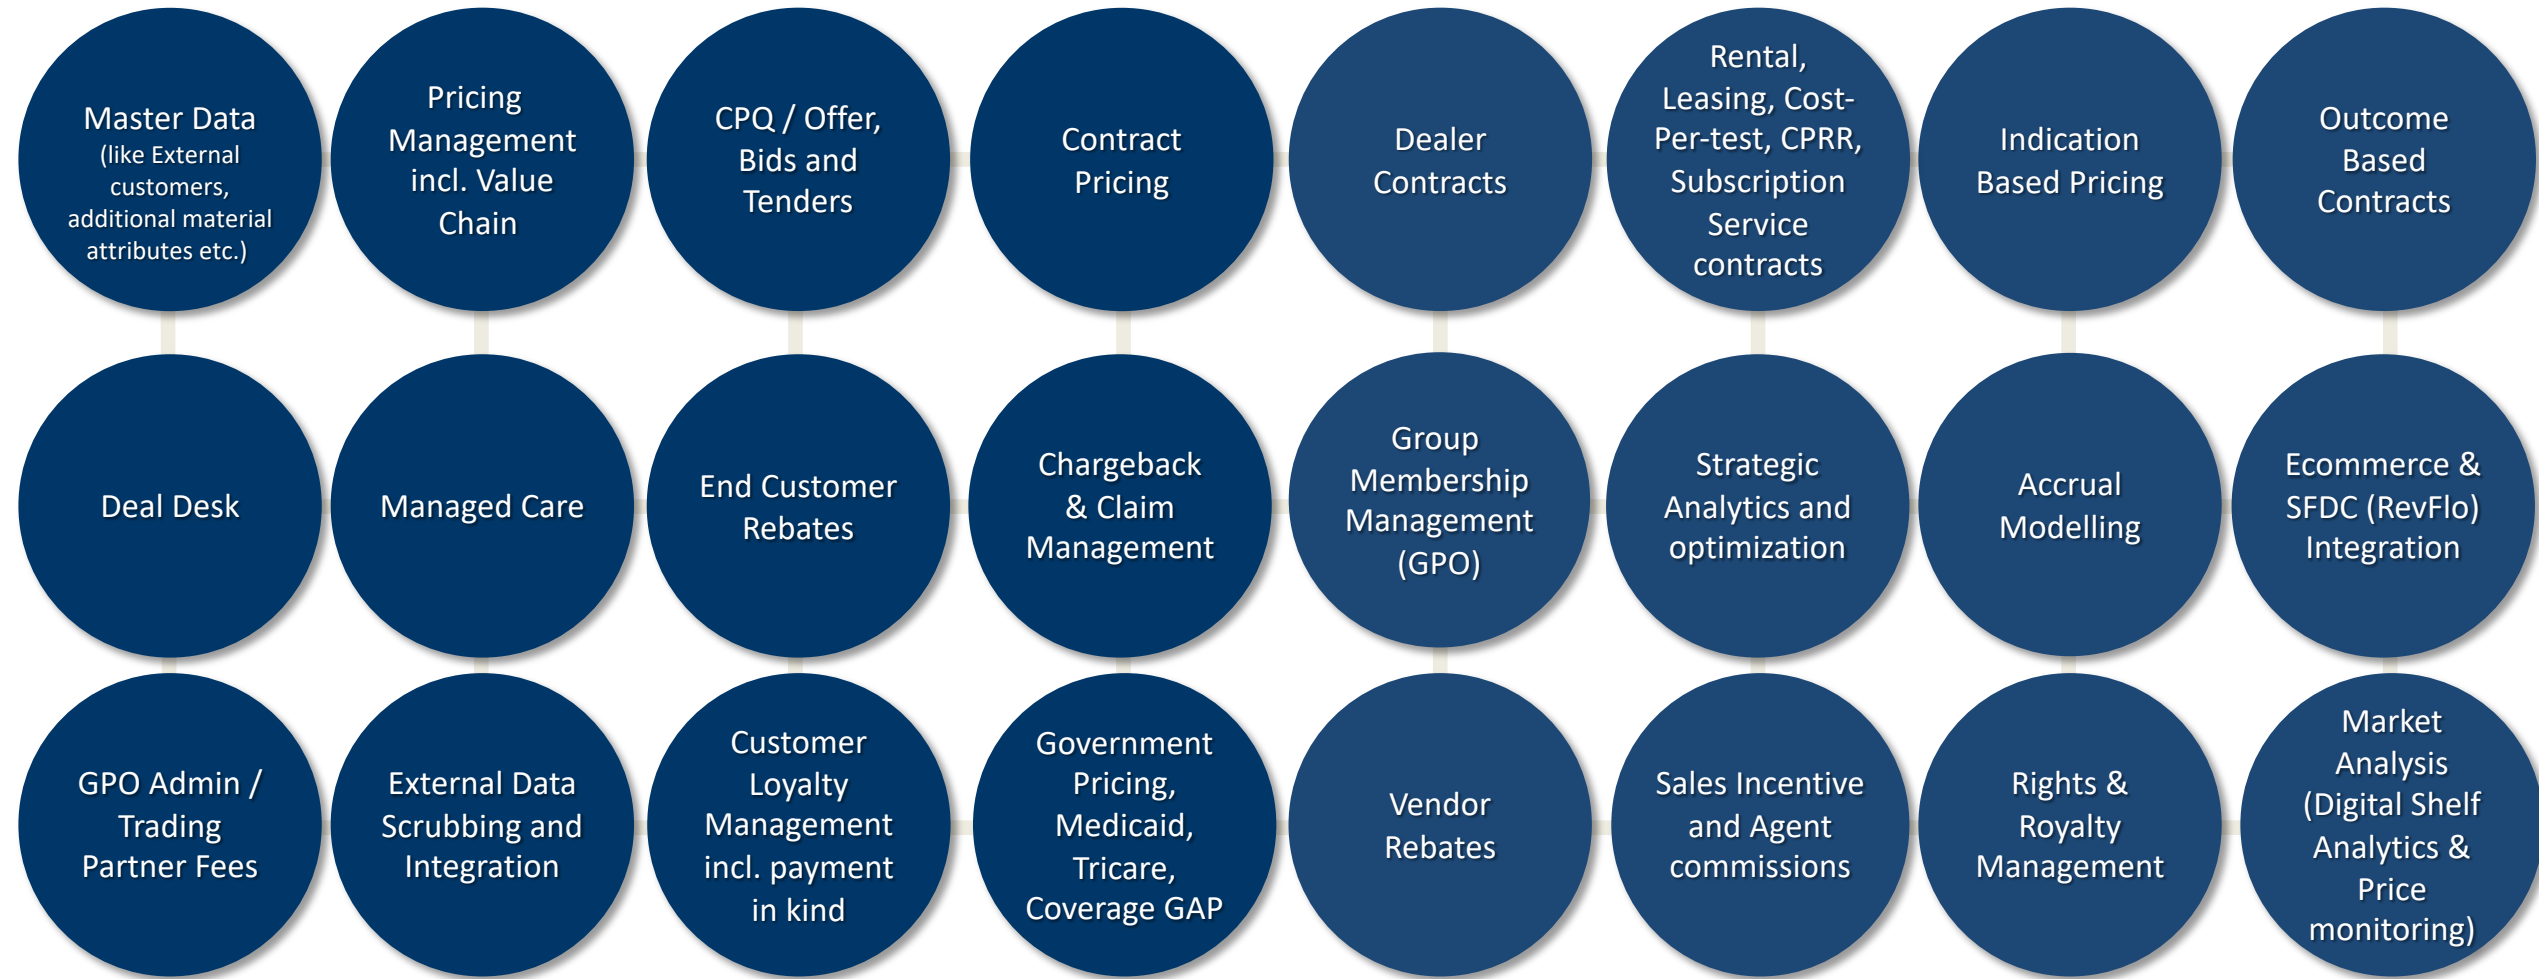 Master Data
(like External
customers,
additional material
attributes etc.)
Pricing
Management
incl. Value
Chain
CPQ / Offer,
Bids and
Tenders
Contract
Pricing
Dealer
Contracts
Rental,
Leasing, Cost-
Per-test, CPRR,
Subscription
Service
contracts
Indication
Based Pricing
Outcome
Based
Contracts
Deal Desk
Managed Care
End Customer
Rebates
Chargeback
& Claim
Management
Group
Membership
Management
(GPO)
Strategic
Analytics and
optimization
Accrual
Modelling
Ecommerce &
SFDC (RevFlo)
Integration
GPO Admin /
Trading
Partner Fees
External Data
Scrubbing and
Integration
Customer
Loyalty
Management
incl. payment
in kind
Government
Pricing,
Medicaid,
Tricare,
Coverage GAP
Vendor
Rebates
Sales Incentive
and Agent
commissions
Rights &
Royalty
Management
Market
Analysis
(Digital Shelf
Analytics &
Price
monitoring)